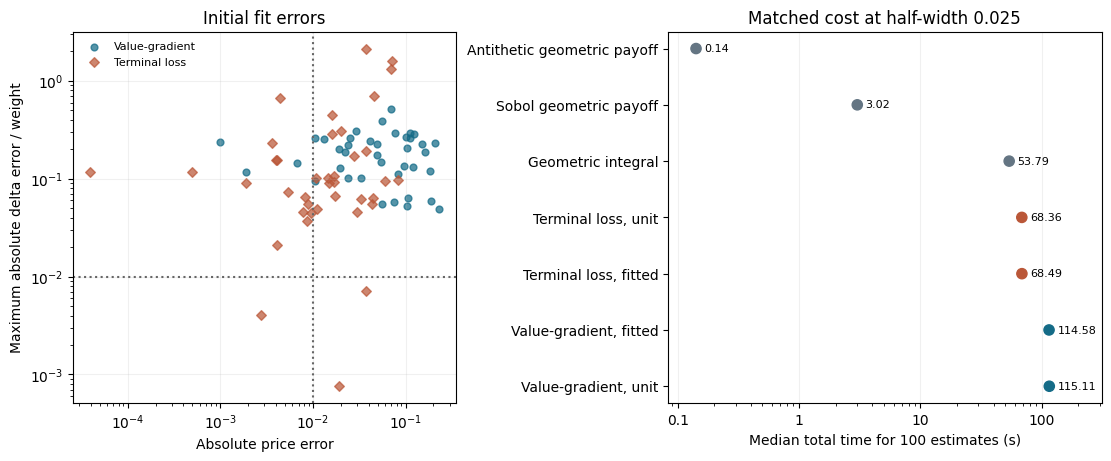 Initial fit errors
Value-gradient
Terminal loss
Maximum absolute delta error / weight
10⁰
10⁻¹
10⁻²
10⁻³
10⁻⁴
10⁻³
10⁻²
10⁻¹
Absolute price error
Matched cost at half-width 0.025
Antithetic geometric payoff
0.14
Sobol geometric payoff
3.02
Geometric integral
53.79
Terminal loss, unit
68.36
Terminal loss, fitted
68.49
Value-gradient, fitted
114.58
Value-gradient, unit
115.11
0.1
1
10
100
Median total time for 100 estimates (s)